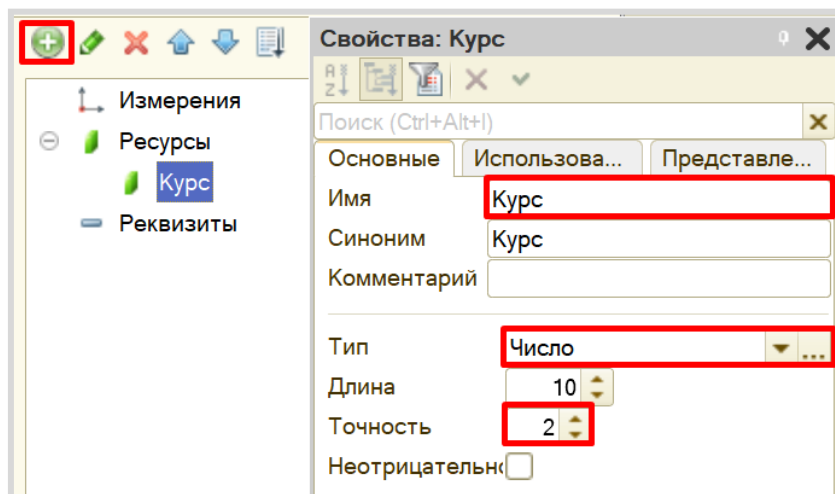 Свойства: Курс
Измерения
Ресурсы
Курс
Реквизиты
Поиск (Ctrl+Alt+I)
Основные
Использова...
Представле...
Имя
Курс
Синоним
Курс
Комментарий
Тип
Число
...
Длина
10
Точность
2
Неотрицательно